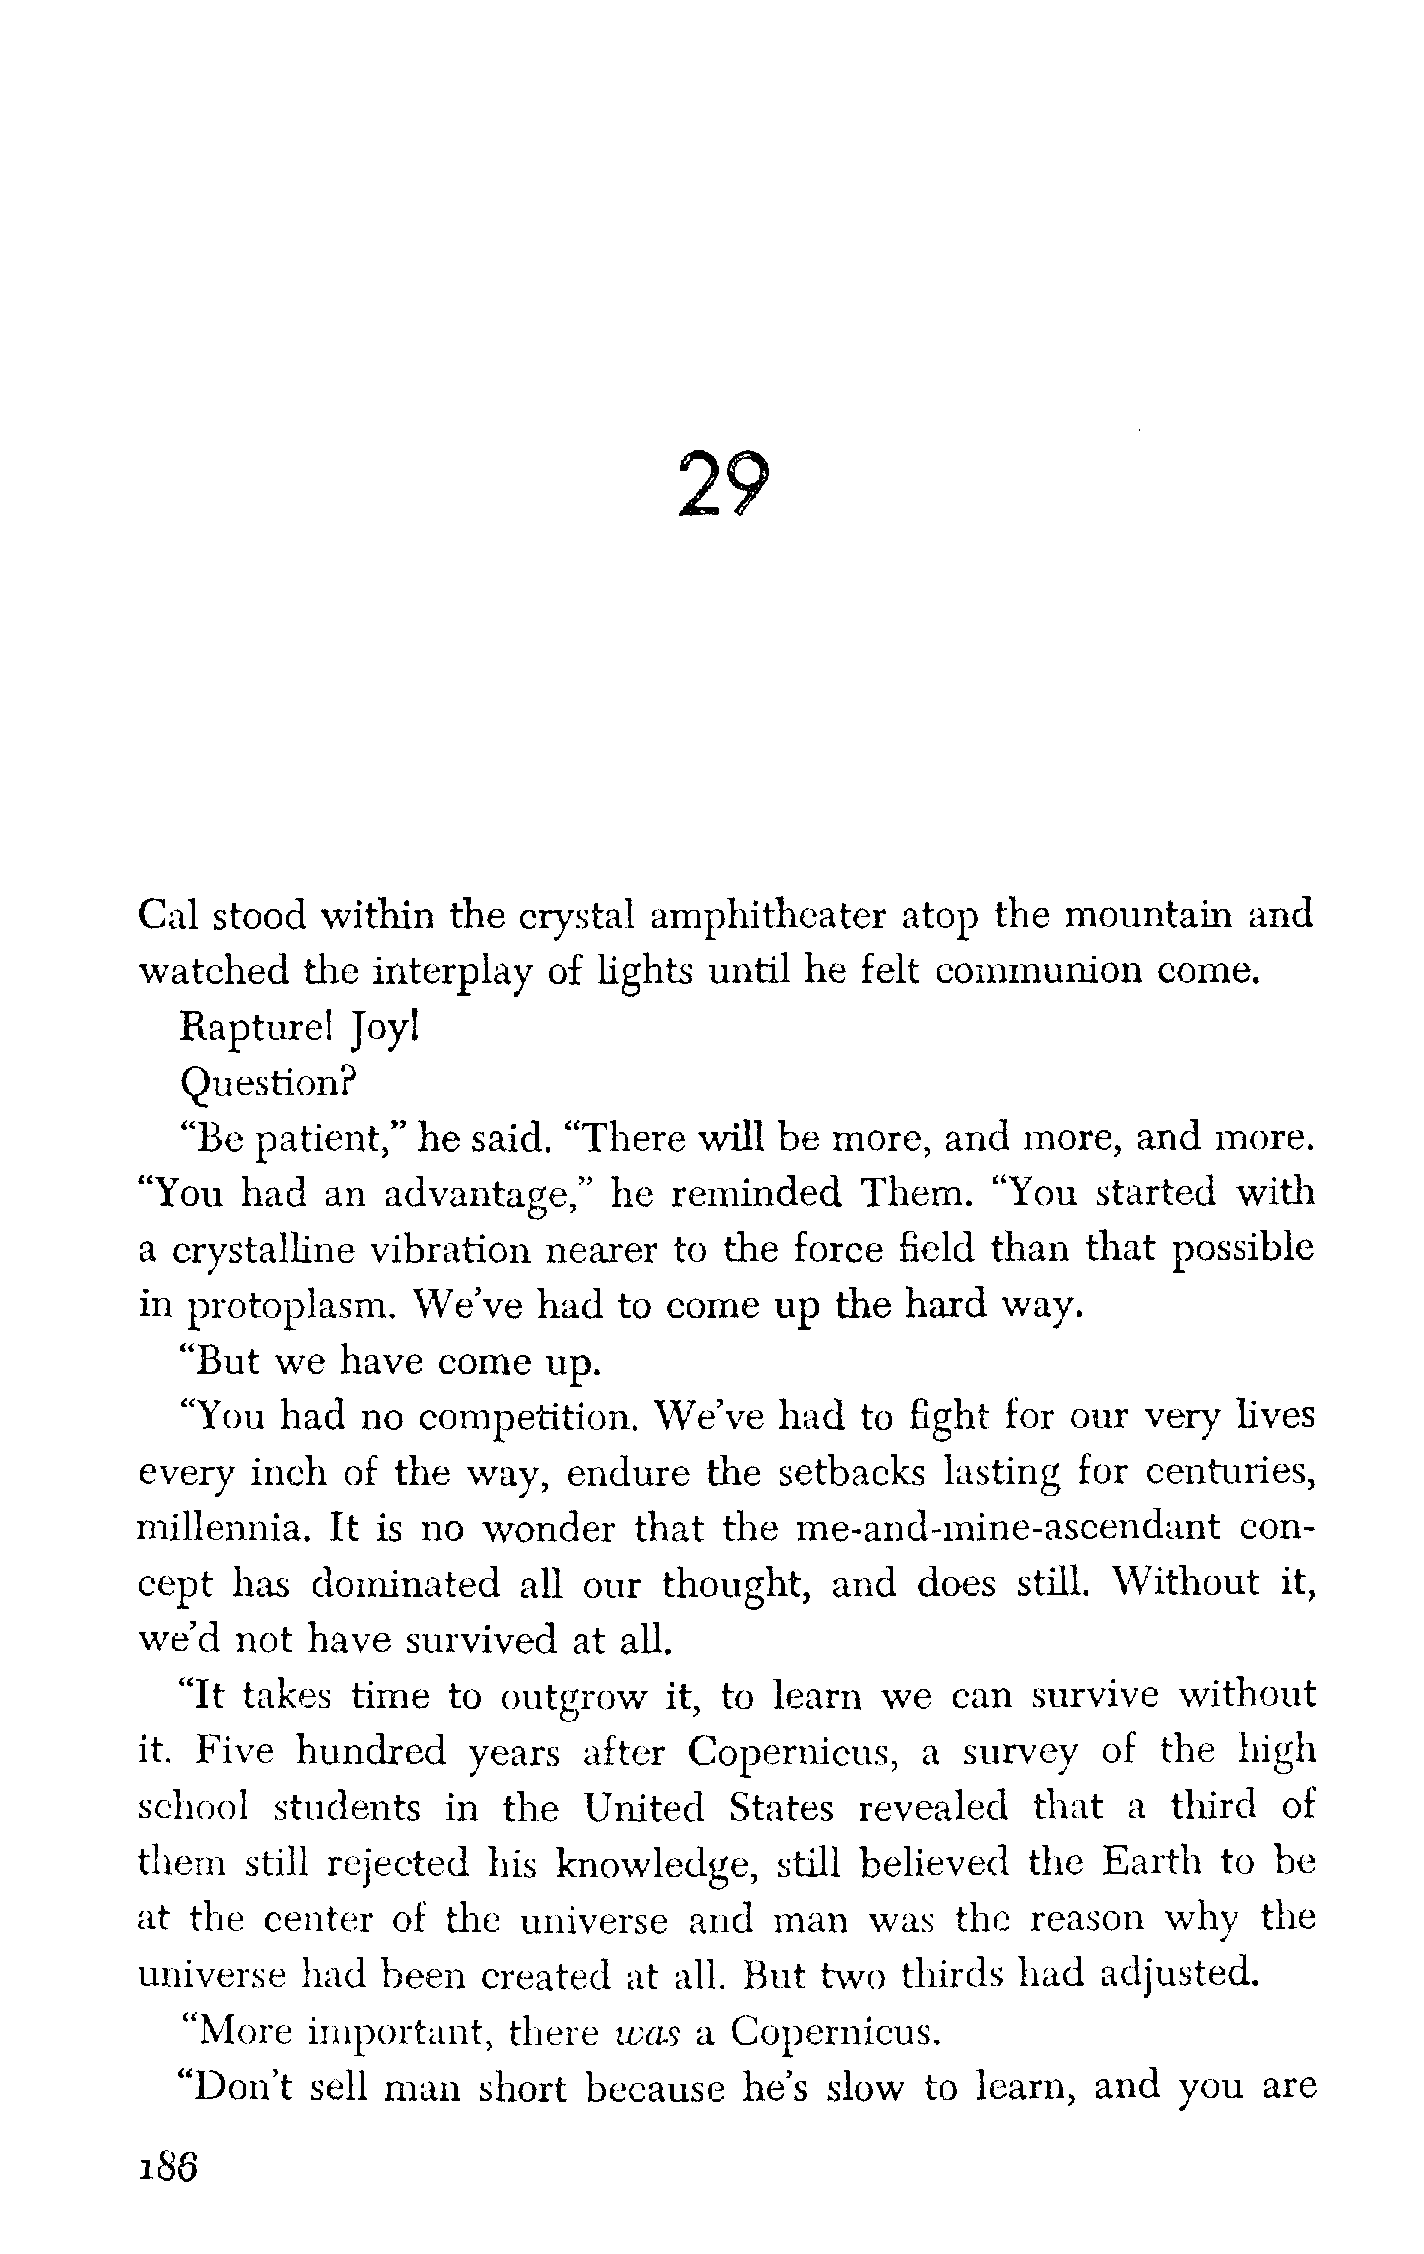 29
Cal stood within the crystal amphitheater atop the mountain and
watched the interplay of lights until he felt communion come.
Rapture! Joy!
Question?
“Be patient,” he said. “There will be more, and more, and more.
“You had an advantage,” he reminded Them. “You started with
a crystalline vibration nearer to the force field than that possible
in protoplasm. We’ve had to come up the hard way.
“But we have come up.
“You had no competition. We’ve had to fight for our very lives
every inch of the way, endure the setbacks lasting for centuries,
millennia. It is no wonder that the me-and-mine-ascendant con-
cept has dominated all our thought, and does still. Without it,
we’d not have survived at all.
“It takes time to outgrow it, to learn we can survive without
it. Five hundred years after Copernicus, a survey of the high
school students in the United States revealed that a third of
them still rejected his knowledge, still believed the Earth to be
at the center of the universe and man was the reason why the
universe had been created at all. But two thirds had adjusted.
“More important, there was a Copernicus.
“Don’t sell man short because he’s slow to learn, and you are
186